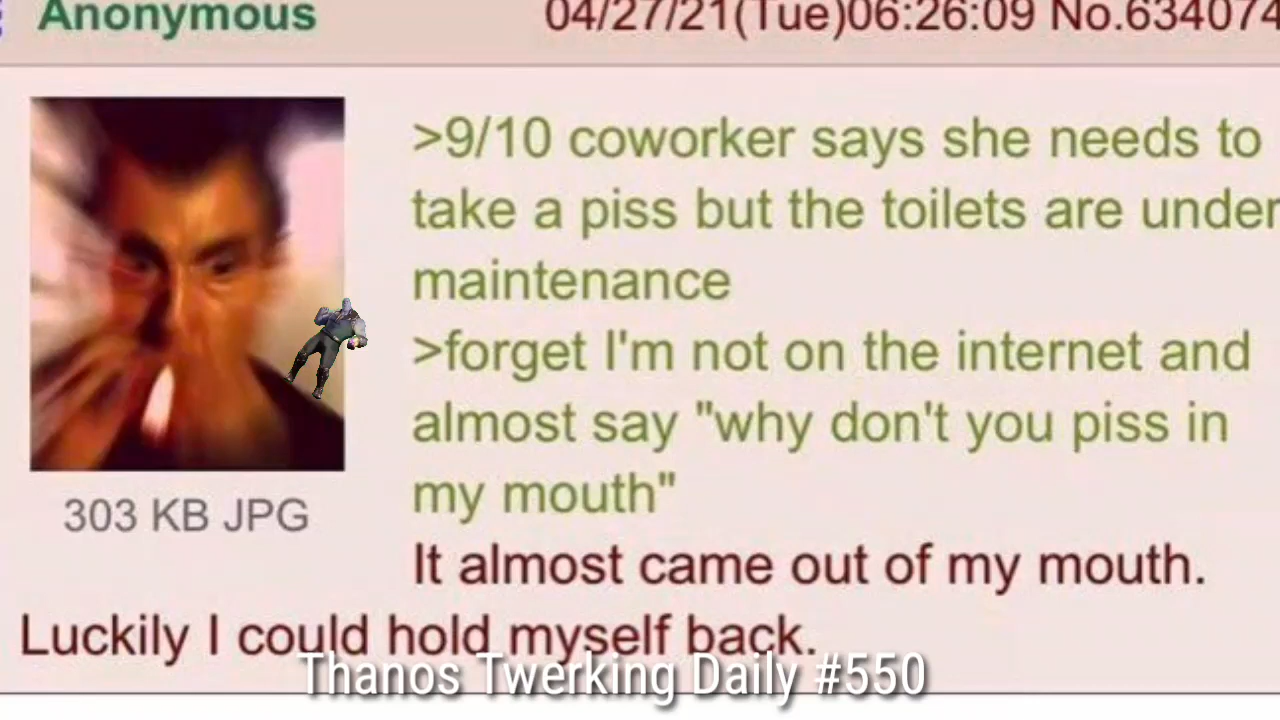 Anonymous 04/27/21(Tue)06:26:09 No.634074
>9/10 coworker says she needs to
take a piss but the toilets are under
maintenance
>forget I'm not on the internet and
almost say "why don't you piss in
my mouth"
303 KB JPG
It almost came out of my mouth.
Luckily I could hold myself back.
Thanos Twerking Daily #550